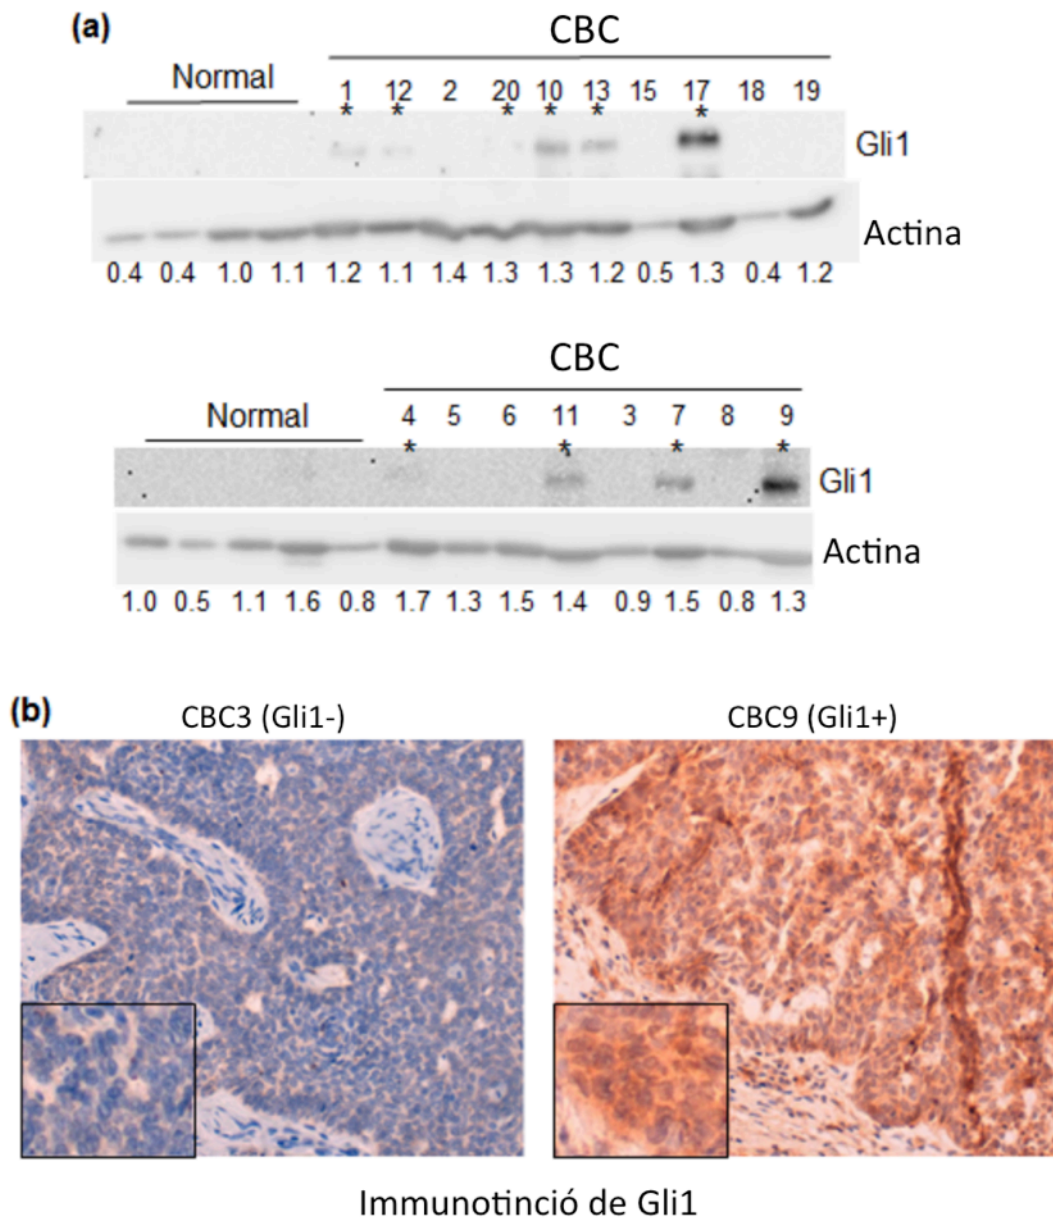 (a)
CBC
Normal
1 12 2 20 10 13 15 17 18 19
* * * * * *
Gli1
Actina
0.4 0.4 1.0 1.1 1.2 1.1 1.4 1.3 1.3 1.2 0.5 1.3 0.4 1.2
CBC
Normal
4 5 6 11 3 7 8 9
* * * *
Gli1
Actina
1.0 0.5 1.1 1.6 0.8 1.7 1.3 1.5 1.4 0.9 1.5 0.8 1.3
(b)
CBC3 (Gli1-) CBC9 (Gli1+)
Immunotinció de Gli1